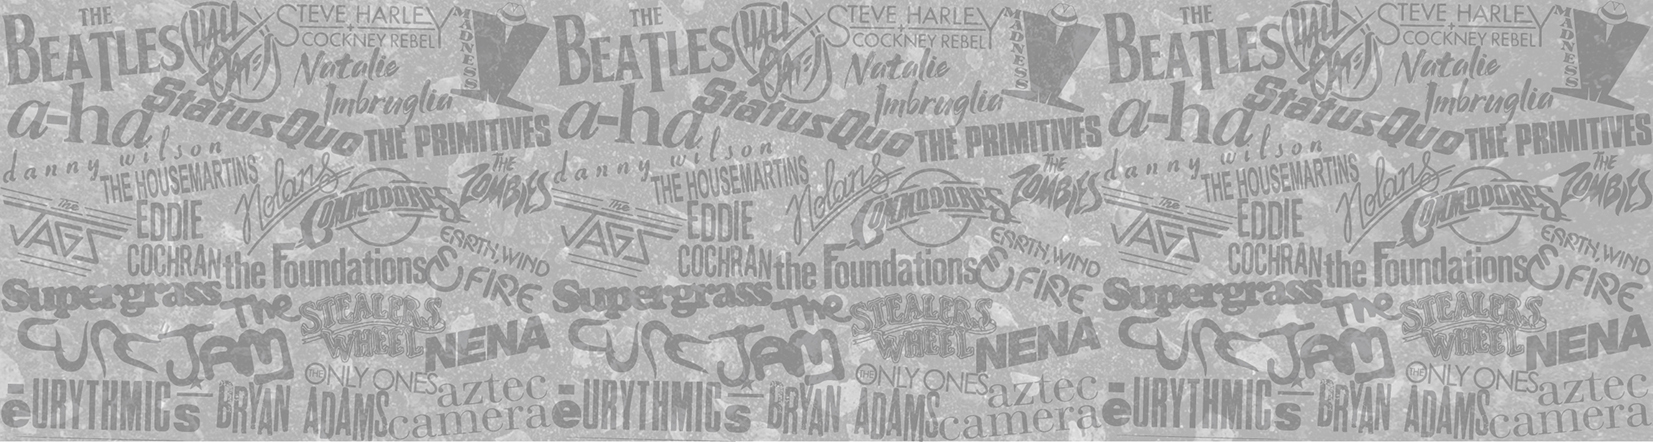 THE BEATLES
HALL & OATES
STEVE HARLEY +
COCKNEY REBEL
MADNESS
Natalie
Imbruglia
a-ha
Status Quo
THE PRIMITIVES
danny wilson
THE HOUSEMARTINS
Nolans
COMMODORES
THE ZOMBIES
The VAGS
EDDIE
COCHRAN
the Foundations
EARTH, WIND
& FIRE
Supergrass
CURE
The JAM
STEALERS
WHEEL
NENA
EURYTHMICS
BRYAN ADAMS
THE ONLY ONES
aztec
camera
THE BEATLES
HALL & OATES
STEVE HARLEY +
COCKNEY REBEL
MADNESS
Natalie
Imbruglia
a-ha
Status Quo
THE PRIMITIVES
danny wilson
THE HOUSEMARTINS
Nolans
COMMODORES
THE ZOMBIES
The VAGS
EDDIE
COCHRAN
the Foundations
EARTH, WIND
& FIRE
Supergrass
CURE
The JAM
STEALERS
WHEEL
NENA
EURYTHMICS
BRYAN ADAMS
THE ONLY ONES
aztec
camera
THE BEATLES
HALL & OATES
STEVE HARLEY +
COCKNEY REBEL
MADNESS
Natalie
Imbruglia
a-ha
Status Quo
THE PRIMITIVES
danny wilson
THE HOUSEMARTINS
Nolans
COMMODORES
THE ZOMBIES
The VAGS
EDDIE
COCHRAN
the Foundations
EARTH, WIND
& FIRE
Supergrass
CURE
The JAM
STEALERS
WHEEL
NENA
EURYTHMICS
BRYAN ADAMS
THE ONLY ONES
aztec
camera